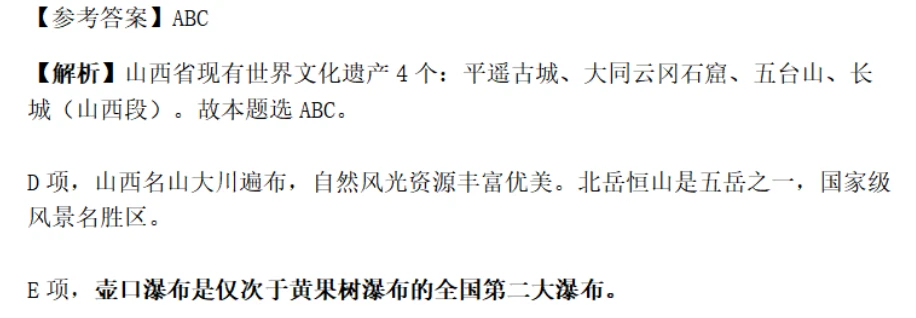 【参考答案】ABC
【解析】山西省现有世界文化遗产 4 个：平遥古城、大同云冈石窟、五台山、长
城（山西段）。故本题选 ABC。
D 项，山西名山大川遍布，自然风光资源丰富优美。北岳恒山是五岳之一，国家级
风景名胜区。
E 项，壶口瀑布是仅次于黄果树瀑布的全国第二大瀑布。